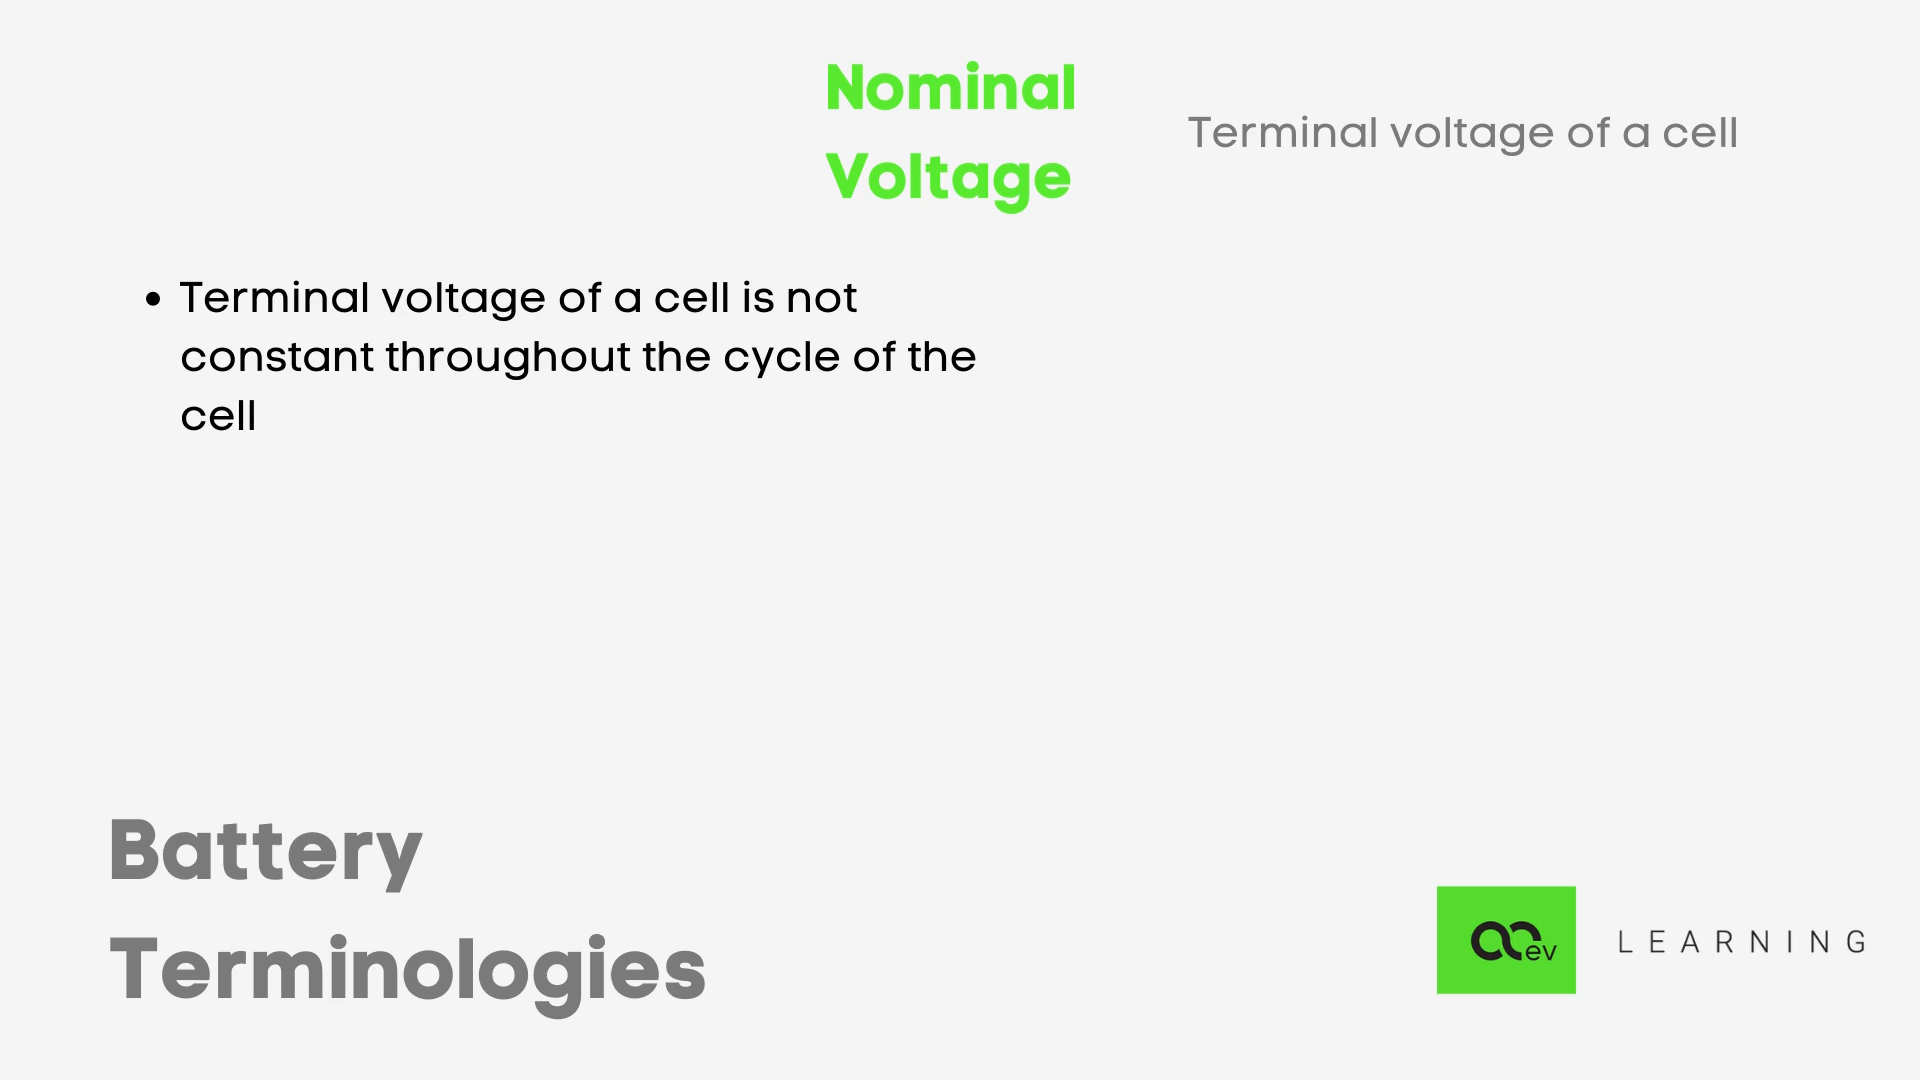 Nominal
Voltage
Terminal voltage of a cell
• Terminal voltage of a cell is not
constant throughout the cycle of the
cell
Battery
Terminologies
ev
LEARNING